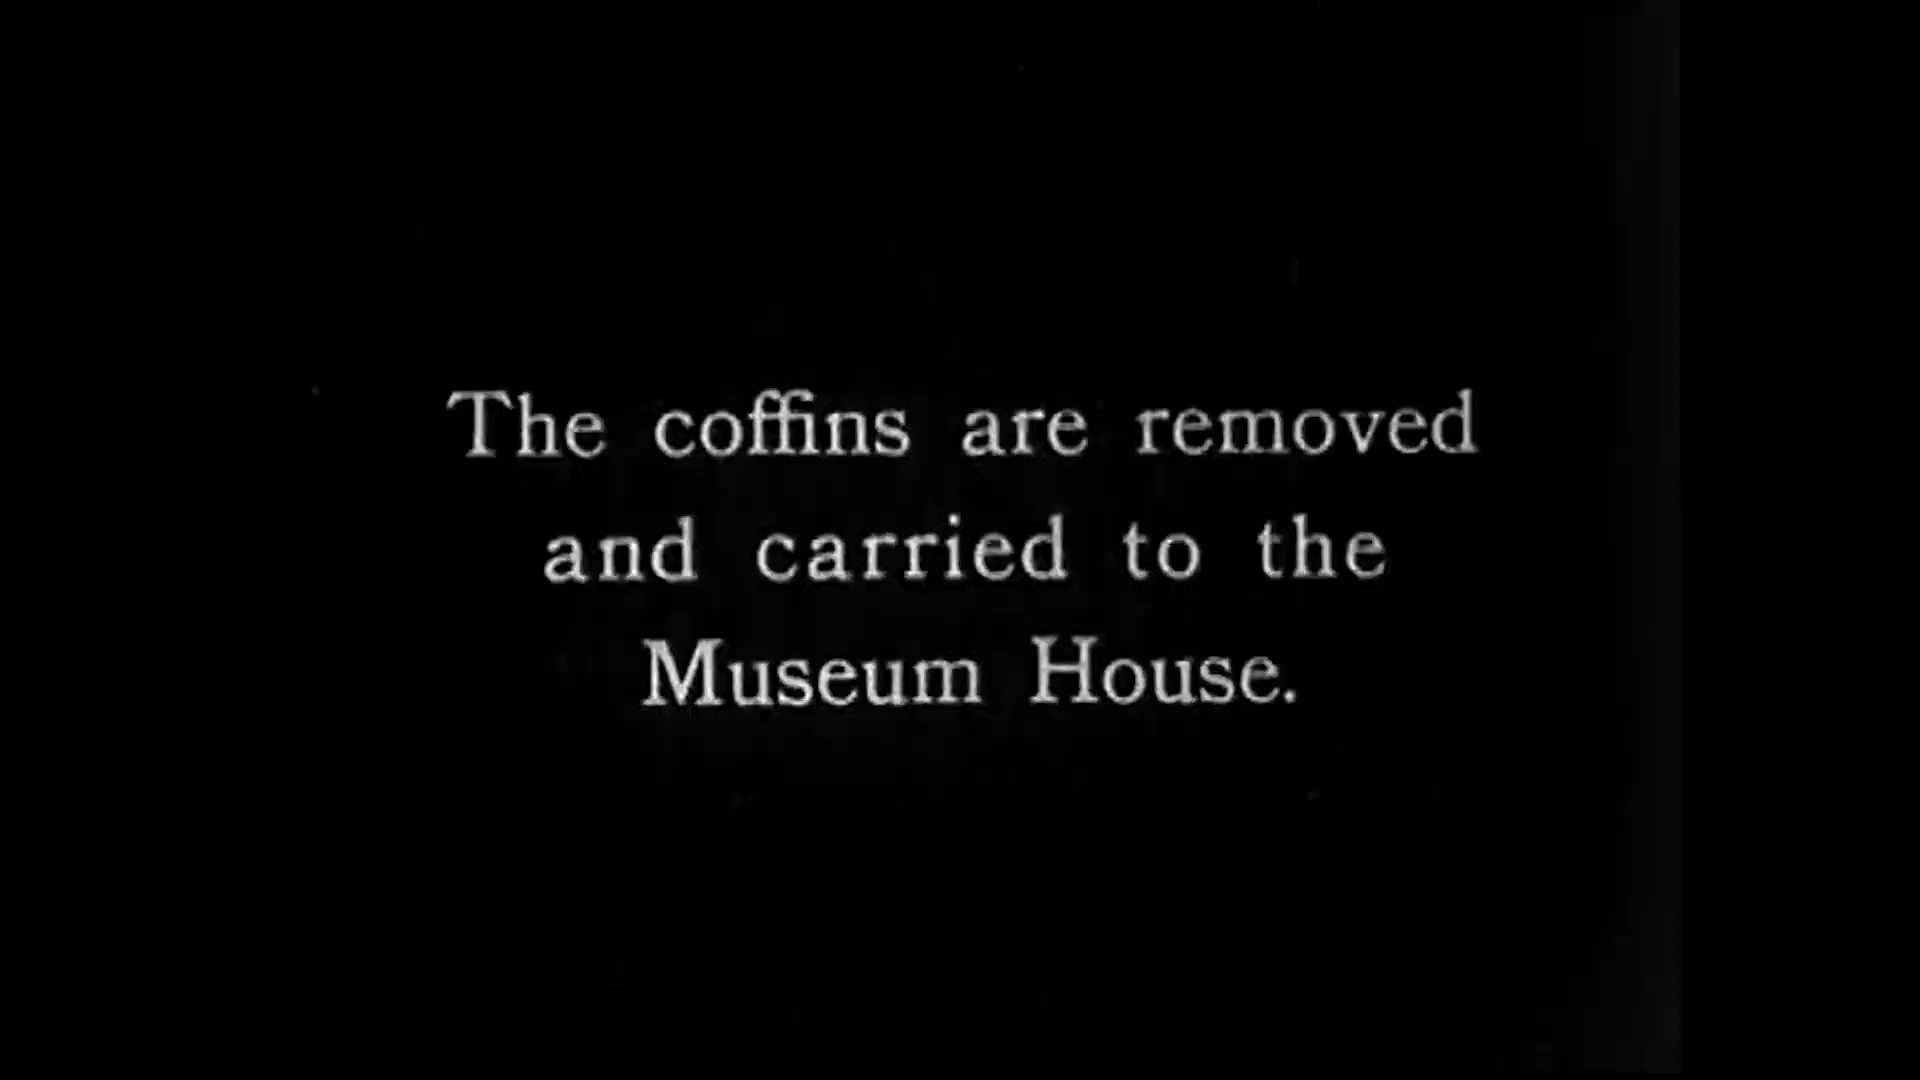 The coffins are removed
and carried to the
Museum House.